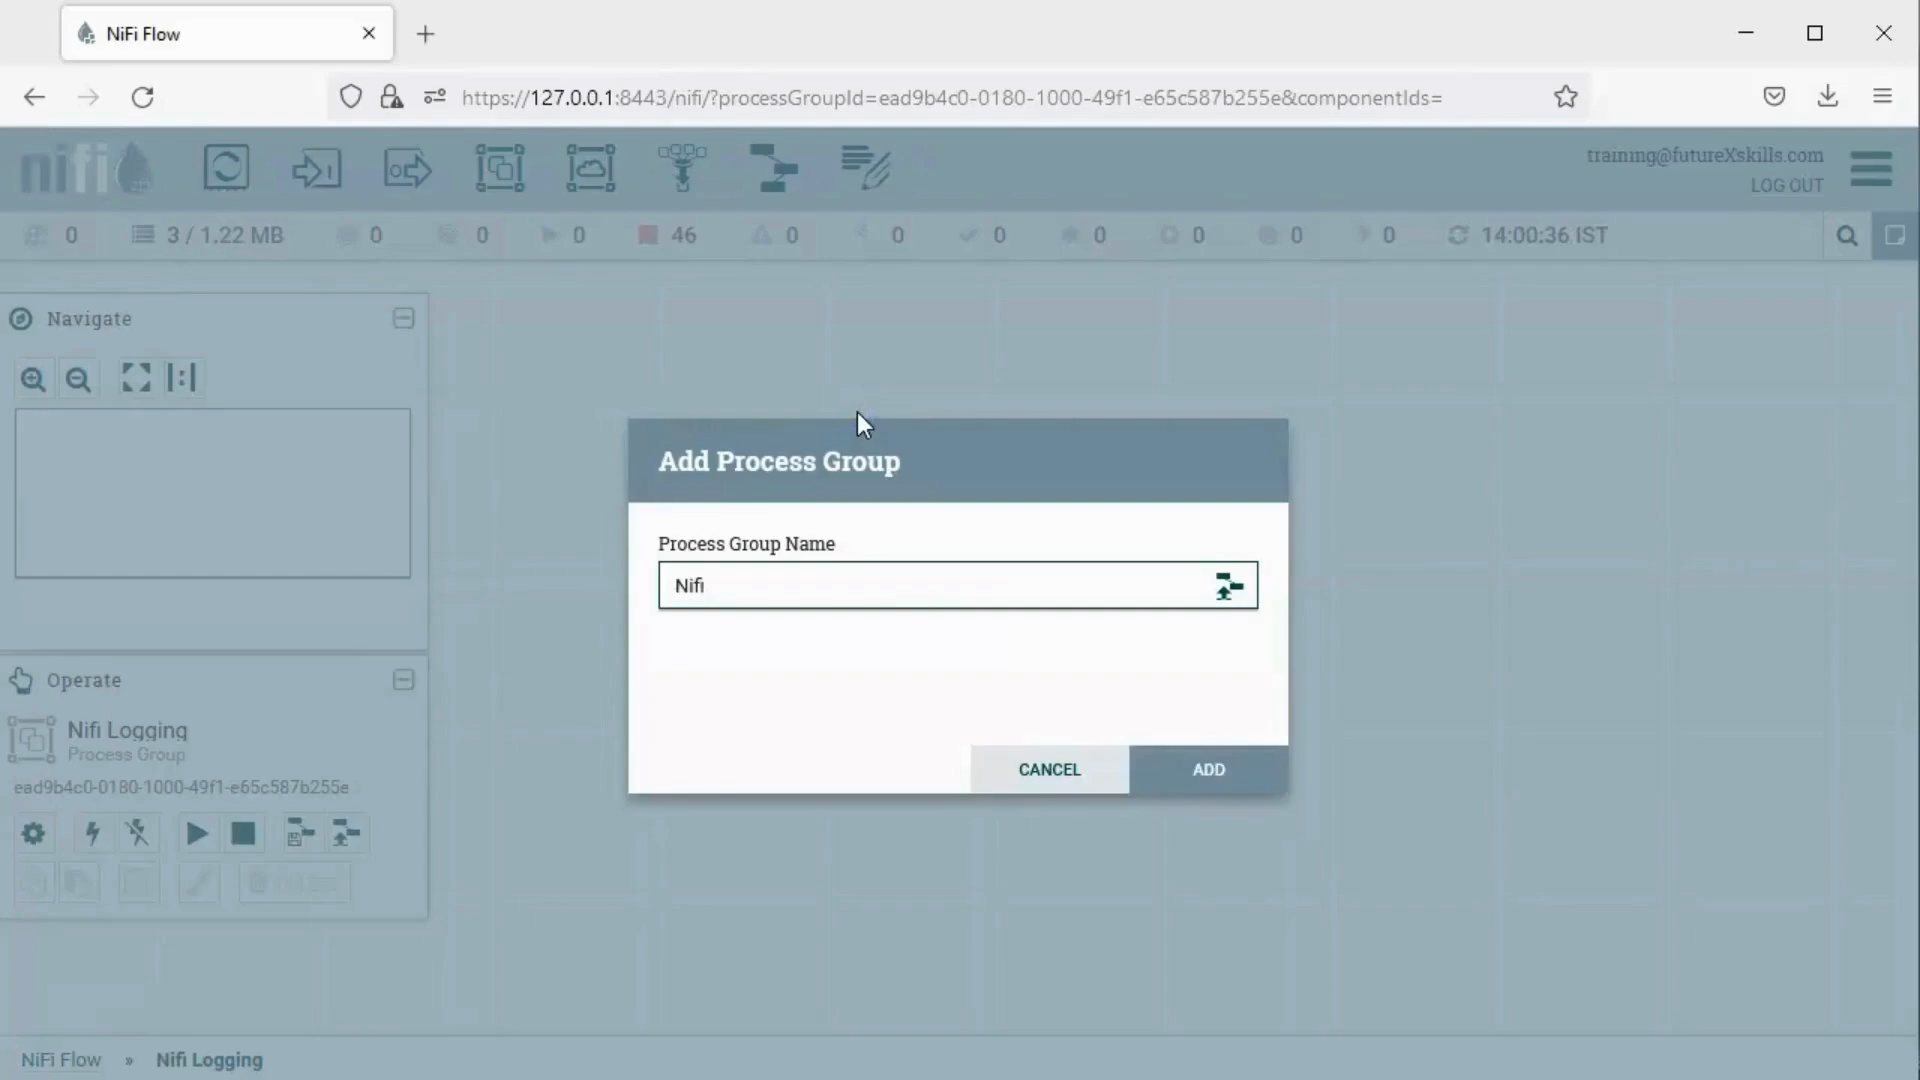 NiFi Flow
https://127.0.0.1:8443/nifi/?processGroupId=ead9b4c0-0180-1000-49f1-e65c587b255e&componentIds=
nifi
training@futureXskills.com
LOG OUT
0 3 / 1.22 MB 0 0 0 46 0 0 0 0 0 0 0 14:00:36 IST
Navigate
Add Process Group
Process Group Name
Nifi
CANCEL ADD
Operate
Nifi Logging
Process Group
ead9b4c0-0180-1000-49f1-e65c587b255e
DELETE
NiFi Flow » Nifi Logging